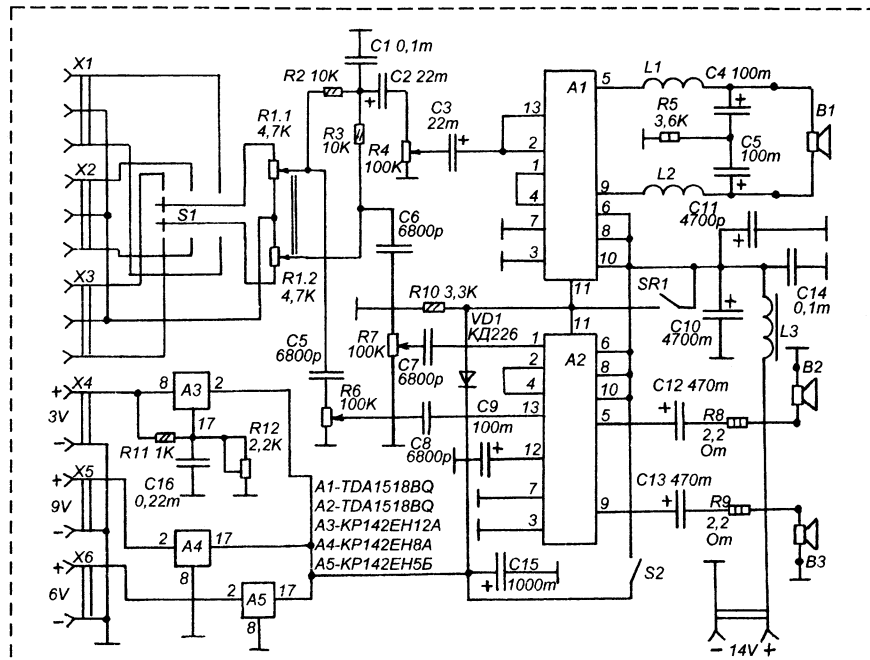 X1
C1 0,1m
R2 10K
C2 22m
R1.1
4,7K
R3
10K
R4
100K
C3
22m
13
2
1
4
7
3
A1
5
9
6
8
10
11
L1
C4 100m
R5
3,6K
C5
100m
L2
B1
C11
4700p
X2
S1
X3
R1.2
4,7K
C6
6800p
R10 3,3K
SR1
C10
4700m
C14
0,1m
L3
VD1
КД226
C5
6800p
R7
100K
C7
6800p
R6
100K
C8
6800p
C9
100m
11
A2
1
2
4
13
12
7
3
6
8
10
5
9
C12 470m
R8
2,2
Om
B2
C13 470m
R9
2,2
Om
B3
X4
+
3V
−
8
A3
2
17
R11 1K
R12
2,2K
C16
0,22m
X5
+
9V
−
2
A4
17
8
X6
+
6V
−
2
A5
17
8
A1-TDA1518BQ
A2-TDA1518BQ
A3-КР142ЕН12А
A4-КР142ЕН8А
A5-КР142ЕН5Б
+
C15
1000m
S2
− 14V +